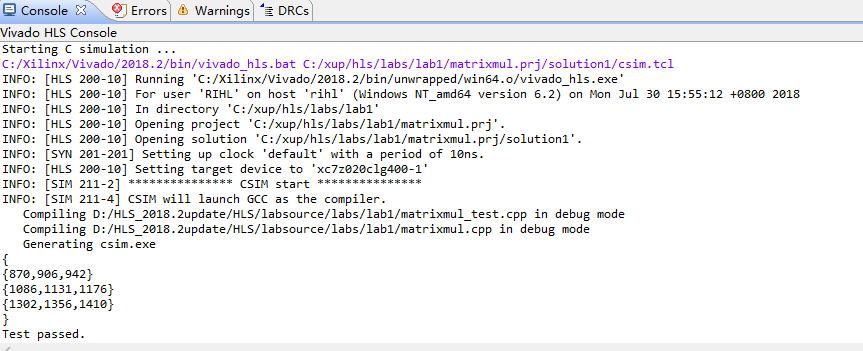 Console Errors Warnings DRCs
Vivado HLS Console
Starting C simulation ...
C:/Xilinx/Vivado/2018.2/bin/vivado_hls.bat C:/xup/hls/labs/lab1/matrixmul.prj/solution1/csim.tcl
INFO: [HLS 200-10] Running 'C:/Xilinx/Vivado/2018.2/bin/unwrapped/win64.o/vivado_hls.exe'
INFO: [HLS 200-10] For user 'RIHL' on host 'rihl' (Windows NT_amd64 version 6.2) on Mon Jul 30 15:55:12 +0800 2018
INFO: [HLS 200-10] In directory 'C:/xup/hls/labs/lab1'
INFO: [HLS 200-10] Opening project 'C:/xup/hls/labs/lab1/matrixmul.prj'.
INFO: [HLS 200-10] Opening solution 'C:/xup/hls/labs/lab1/matrixmul.prj/solution1'.
INFO: [SYN 201-201] Setting up clock 'default' with a period of 10ns.
INFO: [HLS 200-10] Setting target device to 'xc7z020clg400-1'
INFO: [SIM 211-2] *************** CSIM start ***************
INFO: [SIM 211-4] CSIM will launch GCC as the compiler.
   Compiling D:/HLS_2018.2update/HLS/labsource/labs/lab1/matrixmul_test.cpp in debug mode
   Compiling D:/HLS_2018.2update/HLS/labsource/labs/lab1/matrixmul.cpp in debug mode
   Generating csim.exe
{
{870,906,942}
{1086,1131,1176}
{1302,1356,1410}
}
Test passed.